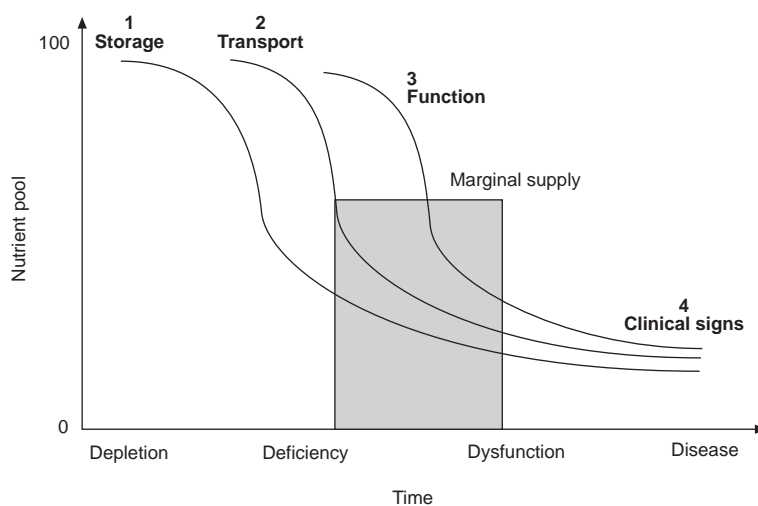 1
Storage
2
Transport
3
Function
100
Marginal supply
Nutrient pool
4
Clinical signs
0
Depletion
Deficiency
Dysfunction
Disease
Time